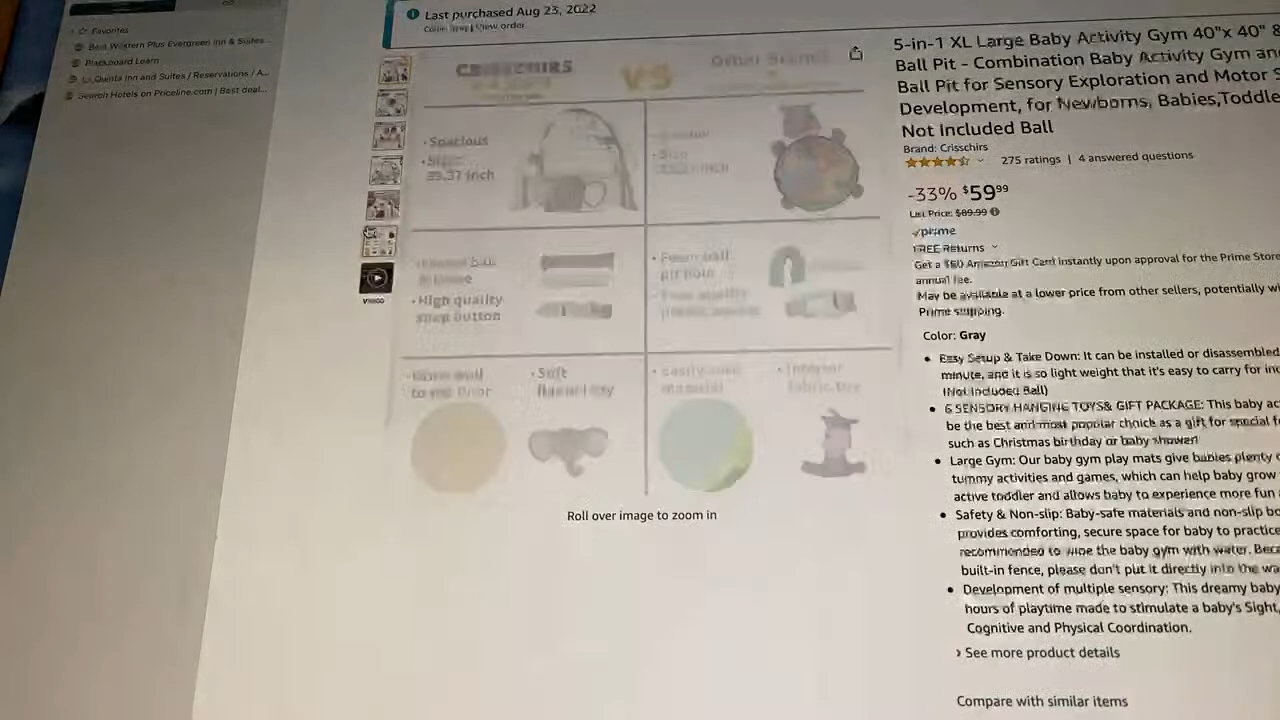 Last purchased Aug 23, 2022
Color: Gray | View order
Favorites
Best Western Plus Evergreen Inn & Suites...
Blackboard Learn
La Quinta Inn and Suites / Reservations / A...
Search Hotels on Priceline.com | Best deal...
CRISSCHIRS
VS
Other Brands
• Spacious
• Size:
39.37 inch
• Size
inch
• High quality
snap button
• Foam ball
pit
• Soft
VIDEO
Roll over image to zoom in
5-in-1 XL Large Baby Activity Gym 40"x 40" &
Ball Pit - Combination Baby Activity Gym and
Ball Pit for Sensory Exploration and Motor S
Development, for Newborns, Babies,Toddle
Not Included Ball
Brand: Crisschirs
275 ratings | 4 answered questions
-33% $59 99
List Price: $89.99
prime
FREE Returns
Get a $60 Amazon Gift Card instantly upon approval for the Prime Store
annual fee.
May be available at a lower price from other sellers, potentially wi
Prime shipping.
Color: Gray
• Easy Setup & Take Down: It can be installed or disassembled
minute, and it is so light weight that it's easy to carry for in
(Not Included Ball)
• 6 SENSORY HANGING TOYS& GIFT PACKAGE: This baby ac
be the best and most popular choick as a gift for special f
such as Christmas birthday or baby shower!
• Large Gym: Our baby gym play mats give babies plenty o
tummy activities and games, which can help baby grow
active toddler and allows baby to experience more fun
• Safety & Non-slip: Baby-safe materials and non-slip bo
provides comforting, secure space for baby to practice
recommended to wipe the baby gym with water. Beca
built-in fence, please don't put it directly into the wa
• Development of multiple sensory: This dreamy baby
hours of playtime made to stimulate a baby's Sight,
Cognitive and Physical Coordination.
› See more product details
Compare with similar items